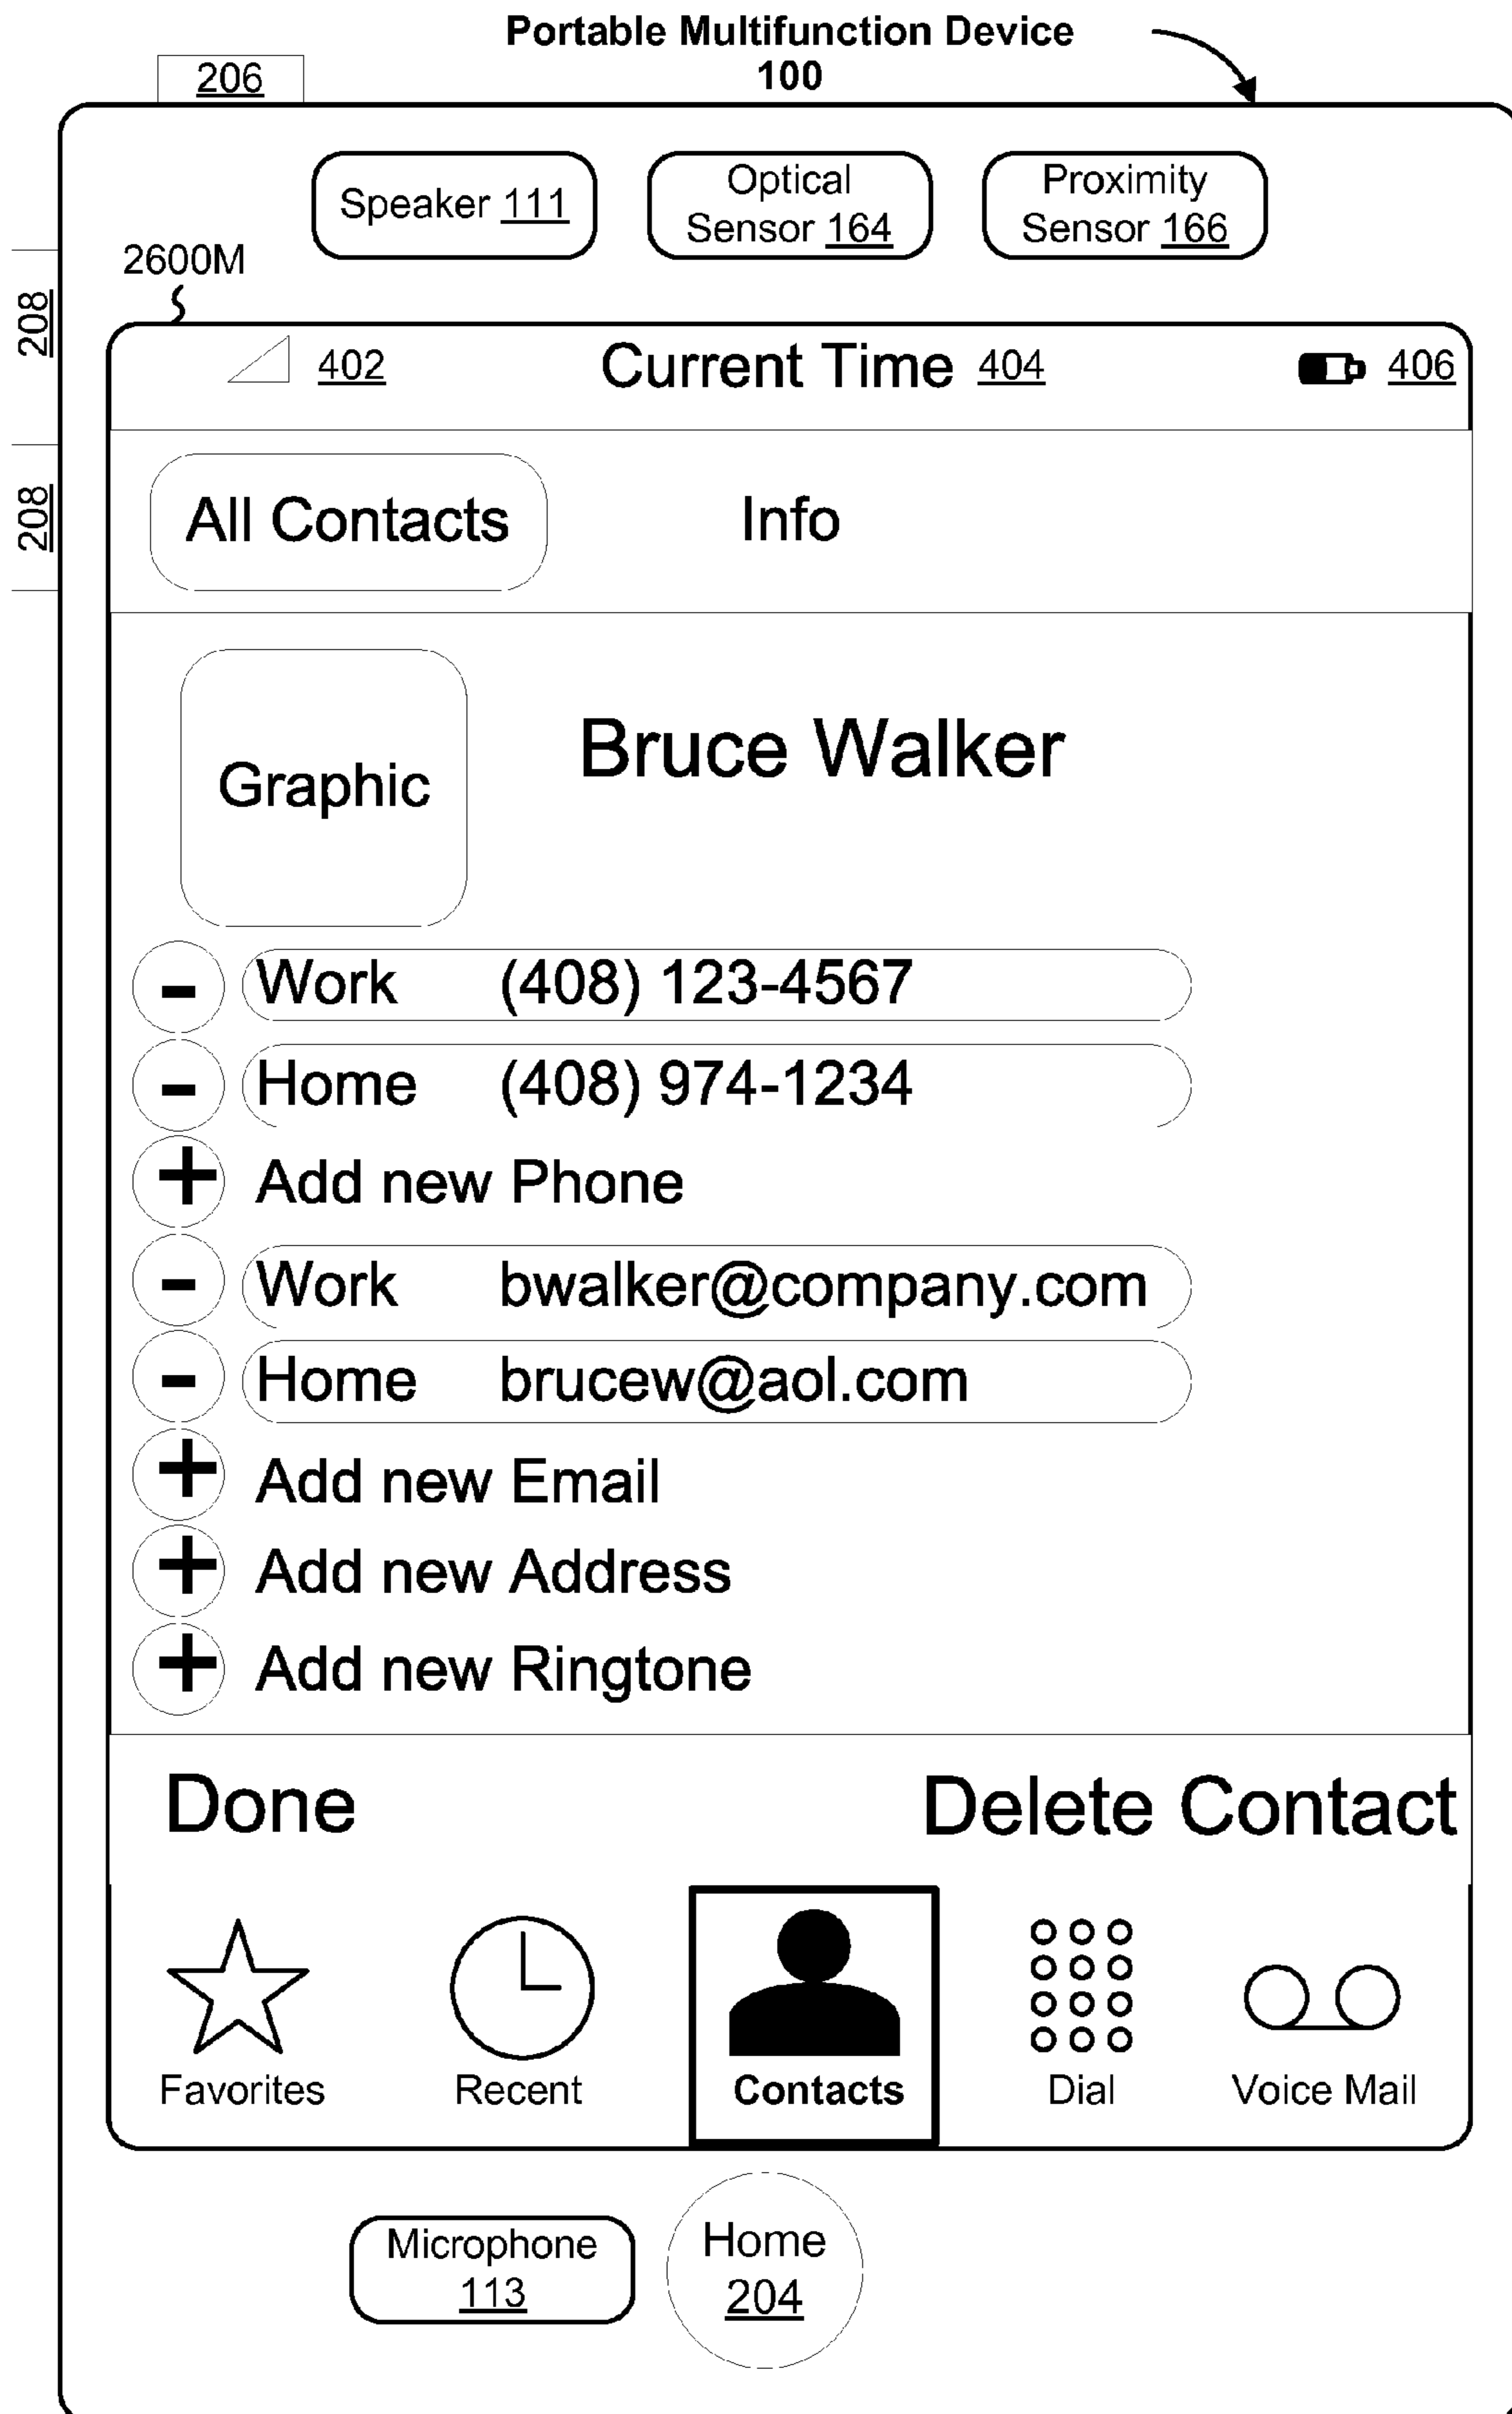 Portable Multifunction Device
100
206
Speaker 111
Optical
Sensor 164
Proximity
Sensor 166
2600M
208
208
402
Current Time 404
406
All Contacts
Info
Graphic
Bruce Walker
- Work (408) 123-4567
- Home (408) 974-1234
+ Add new Phone
- Work bwalker@company.com
- Home brucew@aol.com
+ Add new Email
+ Add new Address
+ Add new Ringtone
Done
Delete Contact
Favorites
Recent
Contacts
Dial
Voice Mail
Microphone
113
Home
204